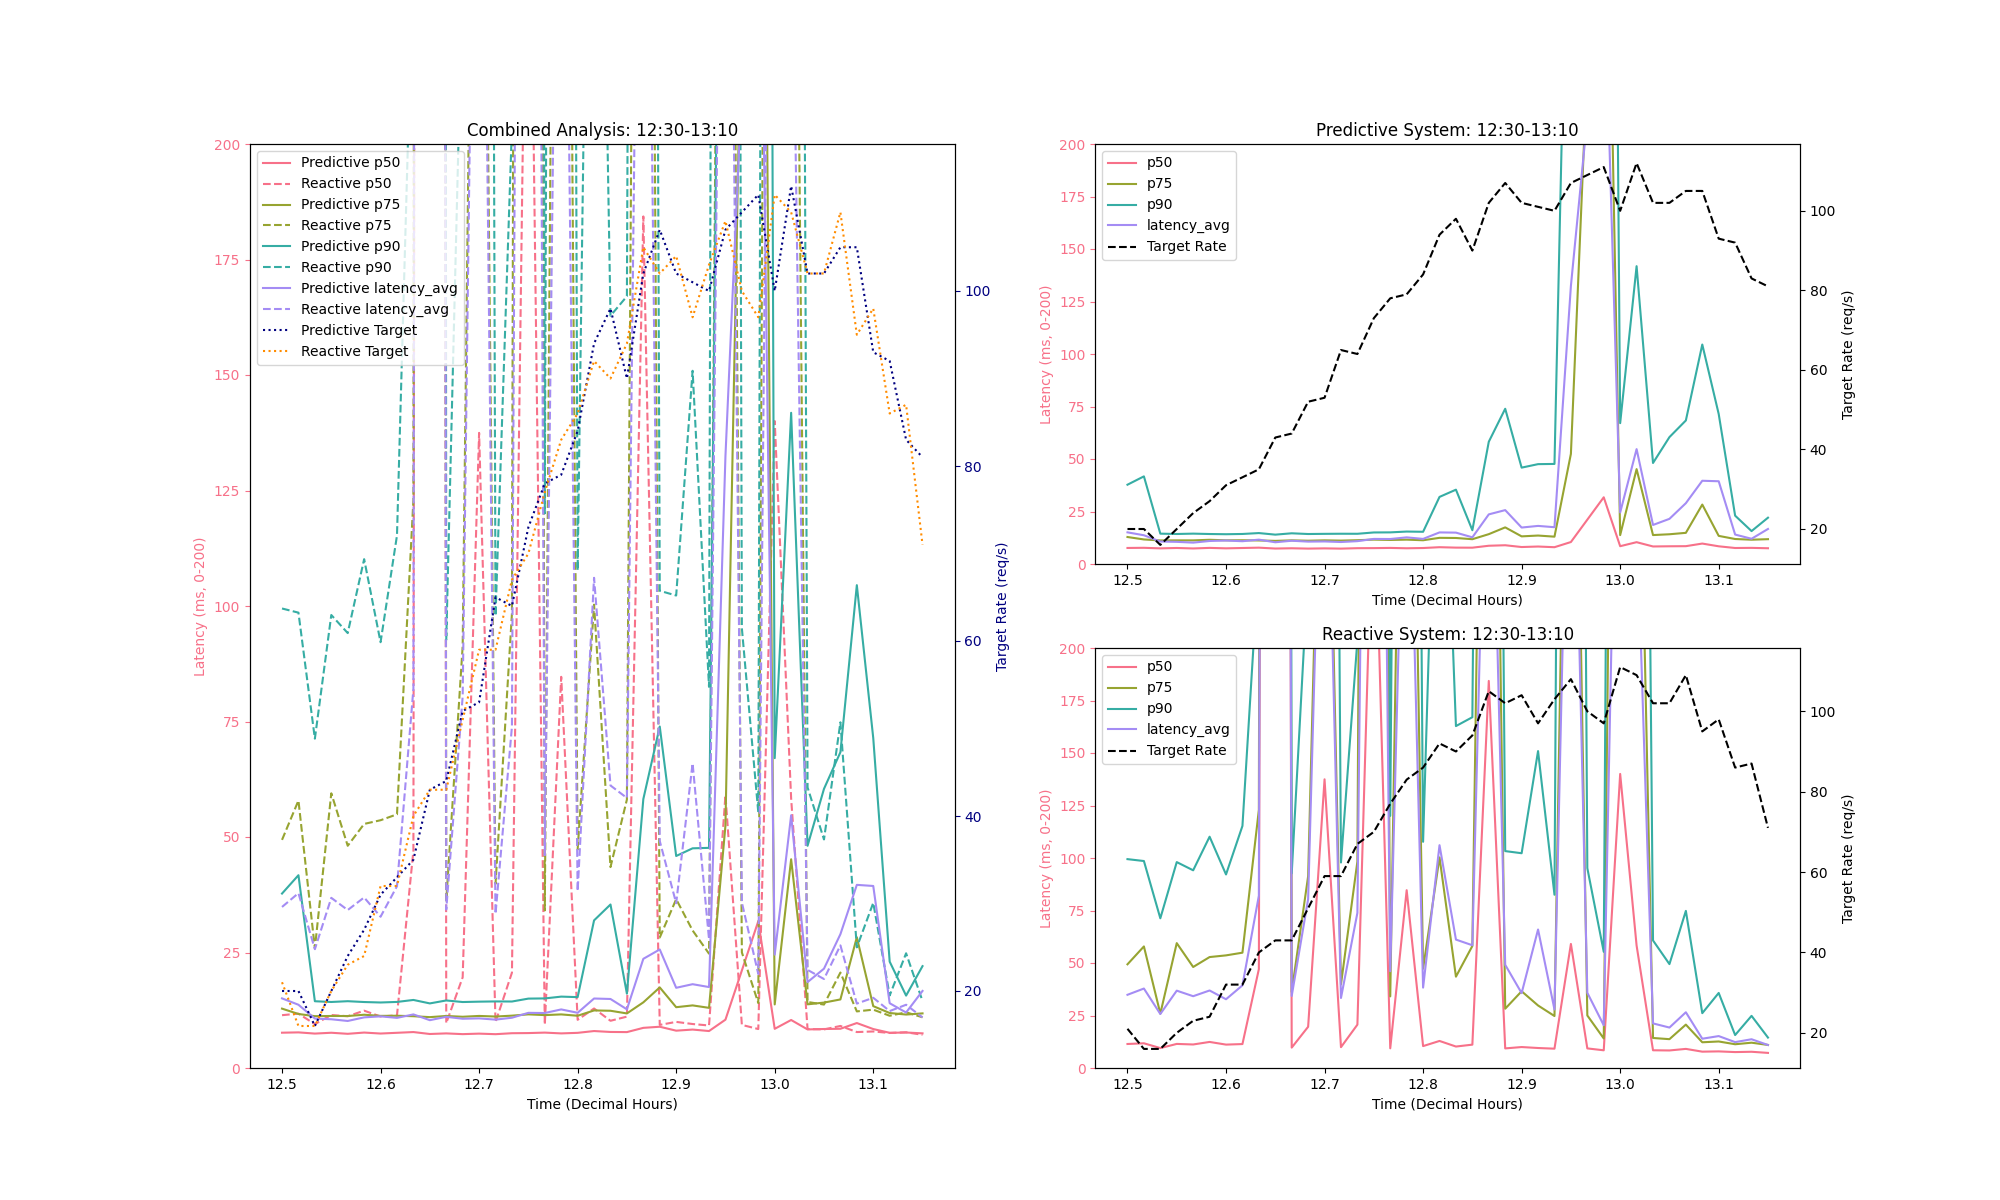 Combined Analysis: 12:30-13:10
200
175
150
125
100
75
50
25
0
Latency (ms, 0-200)
Predictive p50
Reactive p50
Predictive p75
Reactive p75
Predictive p90
Reactive p90
Predictive latency_avg
Reactive latency_avg
Predictive Target
Reactive Target
100
80
60
40
20
Target Rate (req/s)
12.5 12.6 12.7 12.8 12.9 13.0 13.1
Time (Decimal Hours)
Predictive System: 12:30-13:10
200
175
150
125
100
75
50
25
0
Latency (ms, 0-200)
p50
p75
p90
latency_avg
Target Rate
100
80
60
40
20
Target Rate (req/s)
12.5 12.6 12.7 12.8 12.9 13.0 13.1
Time (Decimal Hours)
Reactive System: 12:30-13:10
200
175
150
125
100
75
50
25
0
Latency (ms, 0-200)
p50
p75
p90
latency_avg
Target Rate
100
80
60
40
20
Target Rate (req/s)
12.5 12.6 12.7 12.8 12.9 13.0 13.1
Time (Decimal Hours)